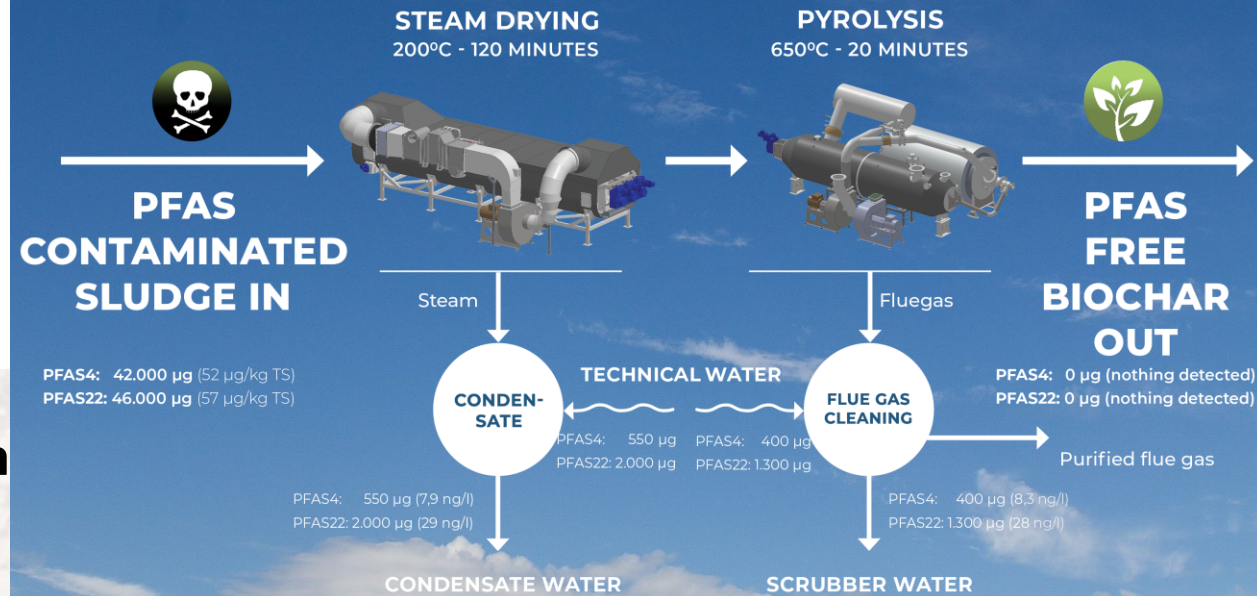 STEAM DRYING
200ºC - 120 MINUTES
PYROLYSIS
650ºC - 20 MINUTES
PFAS
CONTAMINATED
SLUDGE IN
PFAS
FREE
BIOCHAR
OUT
Steam
Fluegas
PFAS4: 42.000 µg (52 µg/kg TS)
PFAS22: 46.000 µg (57 µg/kg TS)
TECHNICAL WATER
PFAS4: 0 µg (nothing detected)
PFAS22: 0 µg (nothing detected)
CONDEN-
SATE
FLUE GAS
CLEANING
PFAS4: 550 µg
PFAS22: 2.000 µg
PFAS4: 400 µg
PFAS22: 1.300 µg
Purified flue gas
n
PFAS4: 550 µg (7,9 ng/l)
PFAS22: 2.000 µg (29 ng/l)
PFAS4: 400 µg (8,3 ng/l)
PFAS22: 1.300 µg (28 ng/l)
CONDENSATE WATER
SCRUBBER WATER